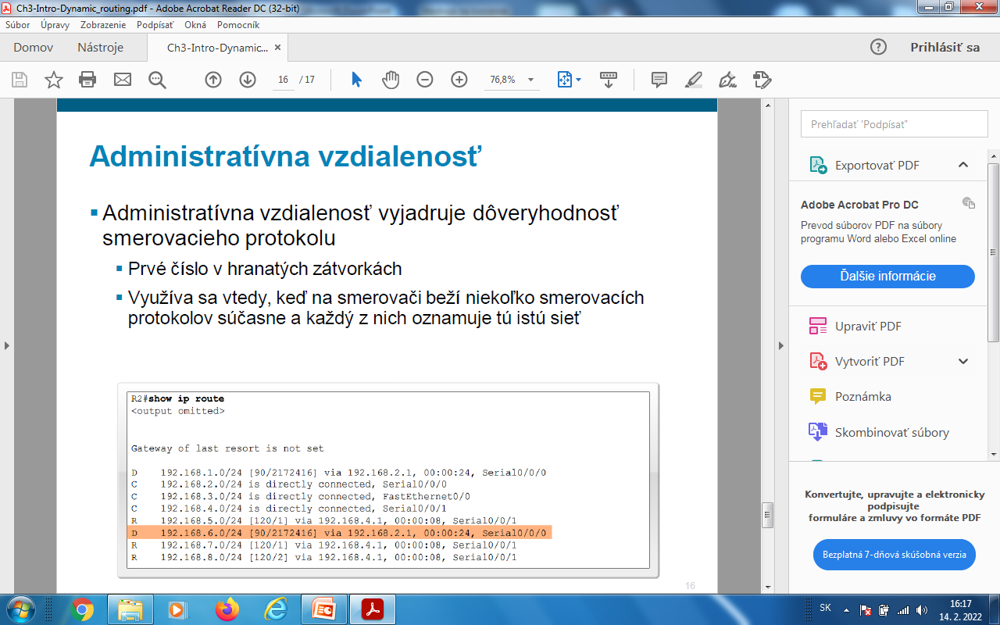 Ch3-Intro-Dynamic_routing.pdf - Adobe Acrobat Reader DC (32-bit)
Súbor Úpravy Zobrazenie Podpísať Okná Pomocník
Domov Nástroje Ch3-Intro-Dynamic... × Prihlásiť sa
16 / 17 76,8%
Administratívna vzdialenosť
Administratívna vzdialenosť vyjadruje dôveryhodnosť
smerovacieho protokolu
Prvé číslo v hranatých zátvorkách
Využíva sa vtedy, keď na smerovači beží niekoľko smerovacích
protokolov súčasne a každý z nich oznamuje tú istú sieť
R2#show ip route
<output omitted>
Gateway of last resort is not set
D 192.168.1.0/24 [90/2172416] via 192.168.2.1, 00:00:24, Serial0/0/0
C 192.168.2.0/24 is directly connected, Serial0/0/0
C 192.168.3.0/24 is directly connected, FastEthernet0/0
C 192.168.4.0/24 is directly connected, Serial0/0/1
R 192.168.5.0/24 [120/1] via 192.168.4.1, 00:00:08, Serial0/0/1
D 192.168.6.0/24 [90/2172416] via 192.168.2.1, 00:00:24, Serial0/0/0
R 192.168.7.0/24 [120/1] via 192.168.4.1, 00:00:08, Serial0/0/1
R 192.168.8.0/24 [120/2] via 192.168.4.1, 00:00:08, Serial0/0/1
16
Prehľadať 'Podpísať'
Exportovať PDF
Adobe Acrobat Pro DC
Prevod súborov PDF na súbory
programu Word alebo Excel online
Ďalšie informácie
Upraviť PDF
Vytvoriť PDF
Poznámka
Skombinovať súbory
Konvertujte, upravujte a elektronicky
podpisujte
formuláre a zmluvy vo formáte PDF
Bezplatná 7-dňová skúšobná verzia
SK 16:17
14. 2. 2022